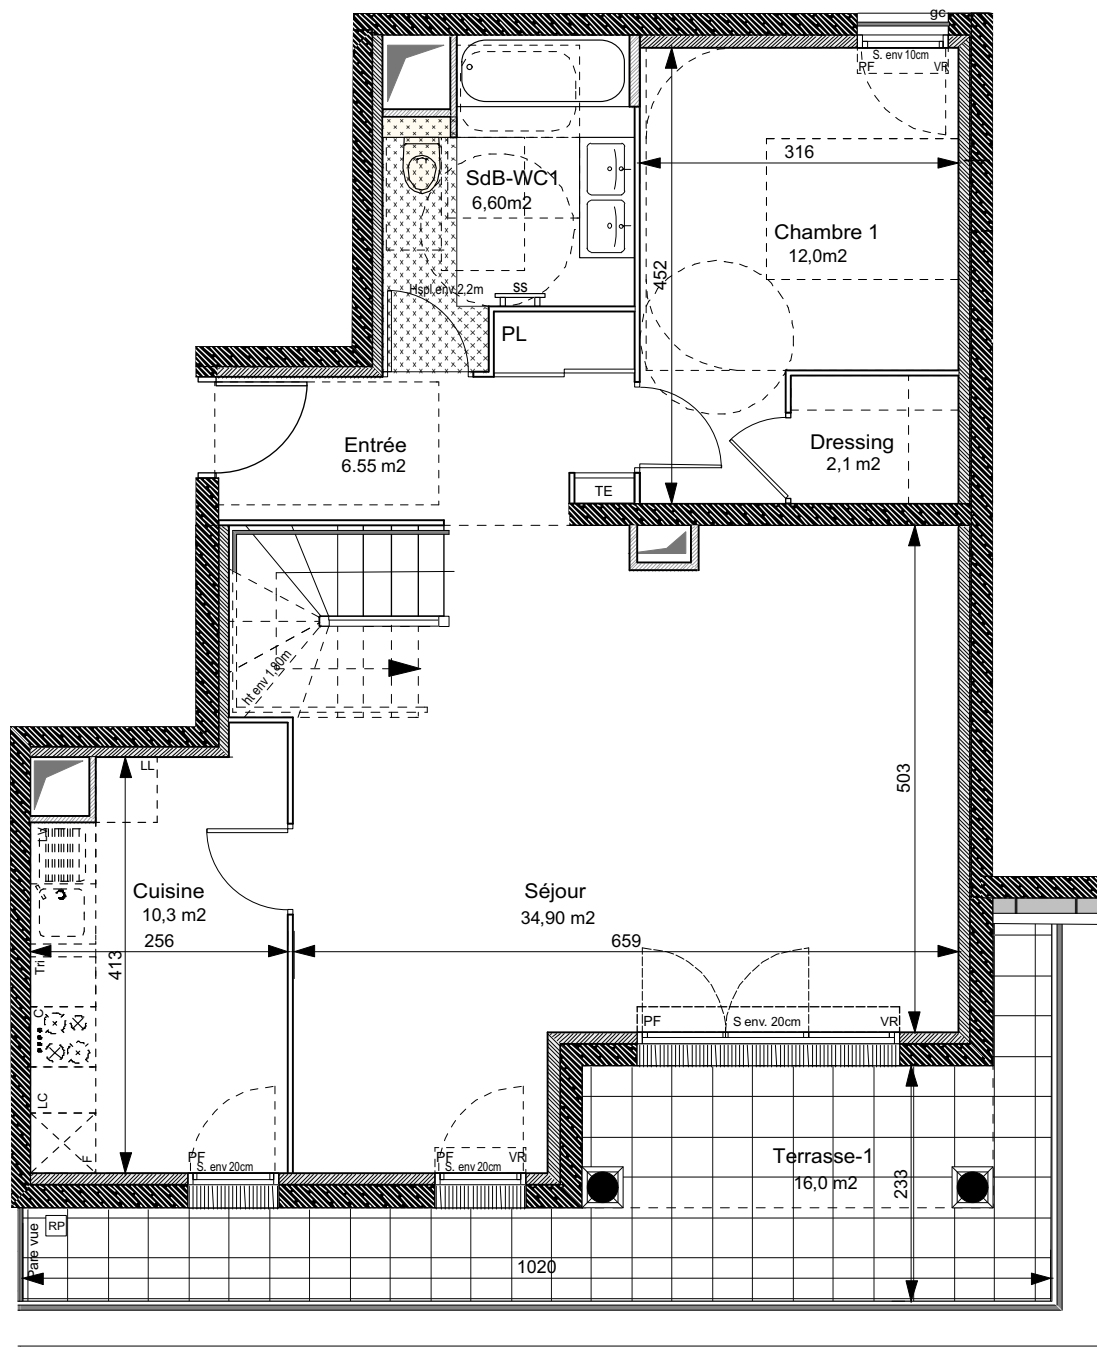 gc
S. env 10cm
PF
VR
316
SdB-WC1
6,60m2
Chambre 1
12,0m2
452
Hspl.env.2,2m
SS
PL
Entrée
6.55 m2
Dressing
2,1 m2
TE
ht env 1,80m
LL
503
LV
Cuisine
10,3 m2
Séjour
34,90 m2
256
659
413
Tri
C
PF
S env. 20cm
VR
LC
F
PF
S. env 20cm
PF
VR
S. env 20cm
Terrasse-1
16,0 m2
233
Pare vue
RP
1020